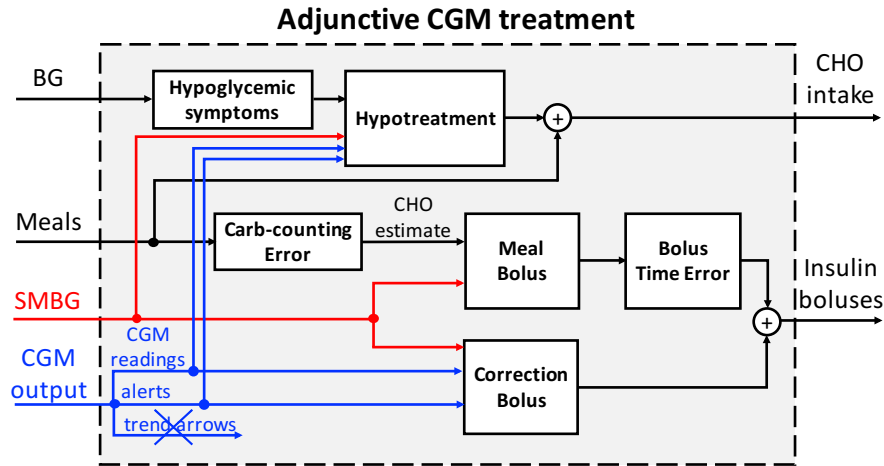 Adjunctive CGM treatment
BG
Hypoglycemic
symptoms
Hypotreatment
+
CHO
intake
Meals
Carb-counting
Error
CHO
estimate
Meal
Bolus
Bolus
Time Error
Insulin
boluses
+
SMBG
CGM
readings
CGM
output
alerts
trend arrows
Correction
Bolus